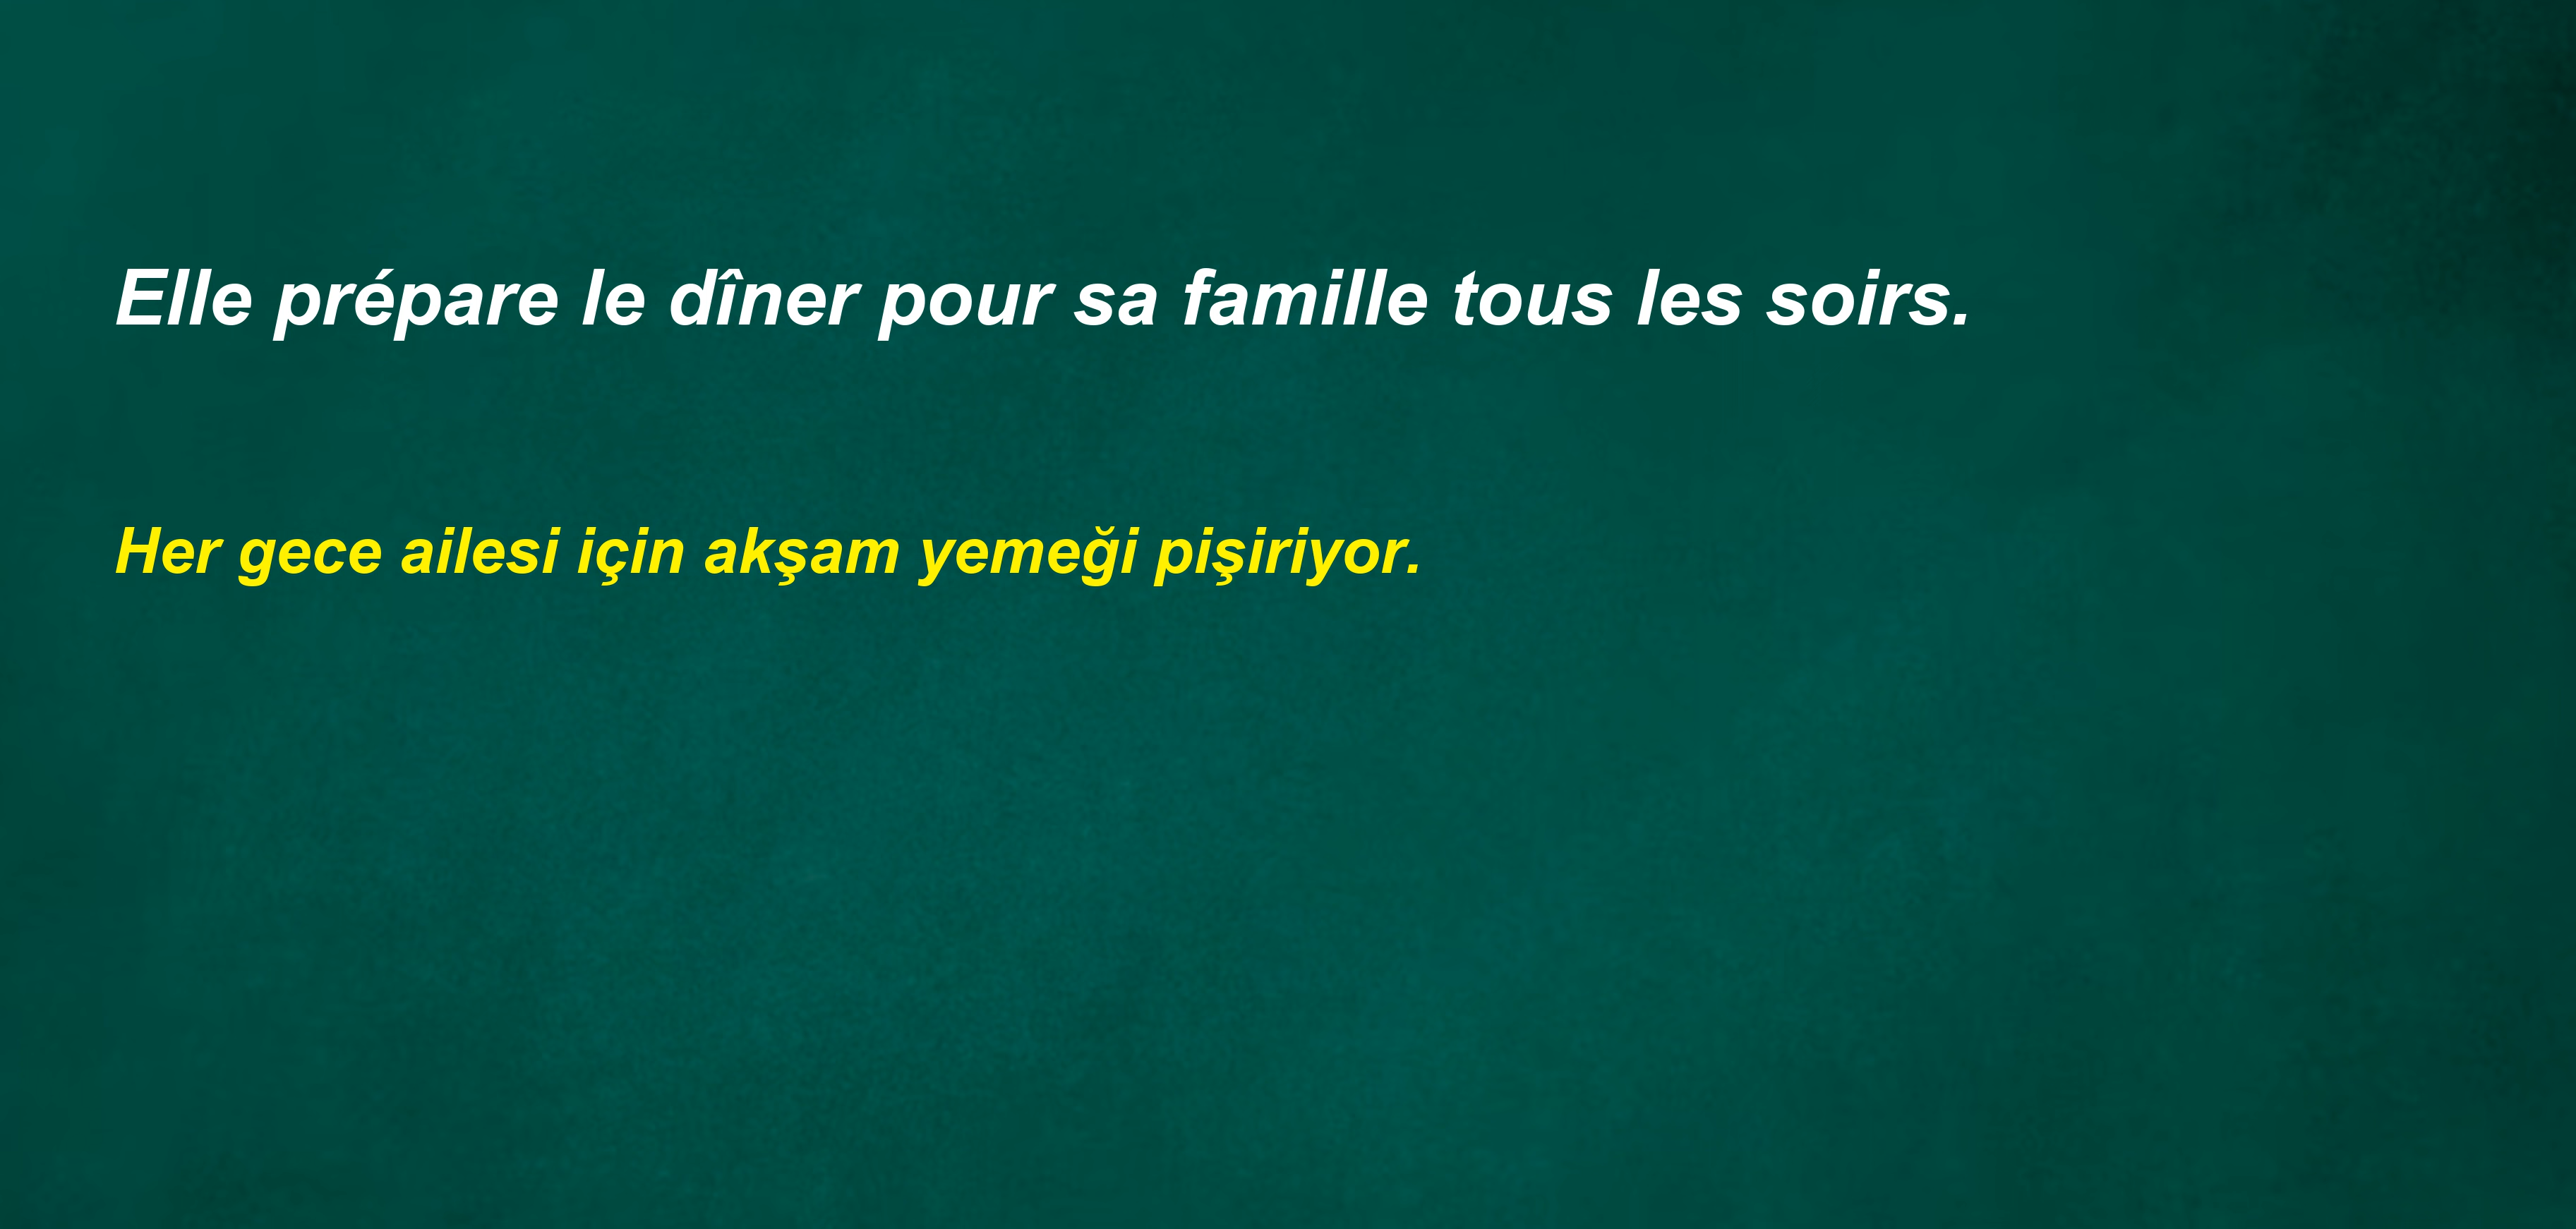 Elle prépare le dîner pour sa famille tous les soirs.
Her gece ailesi için akşam yemeği pişiriyor.